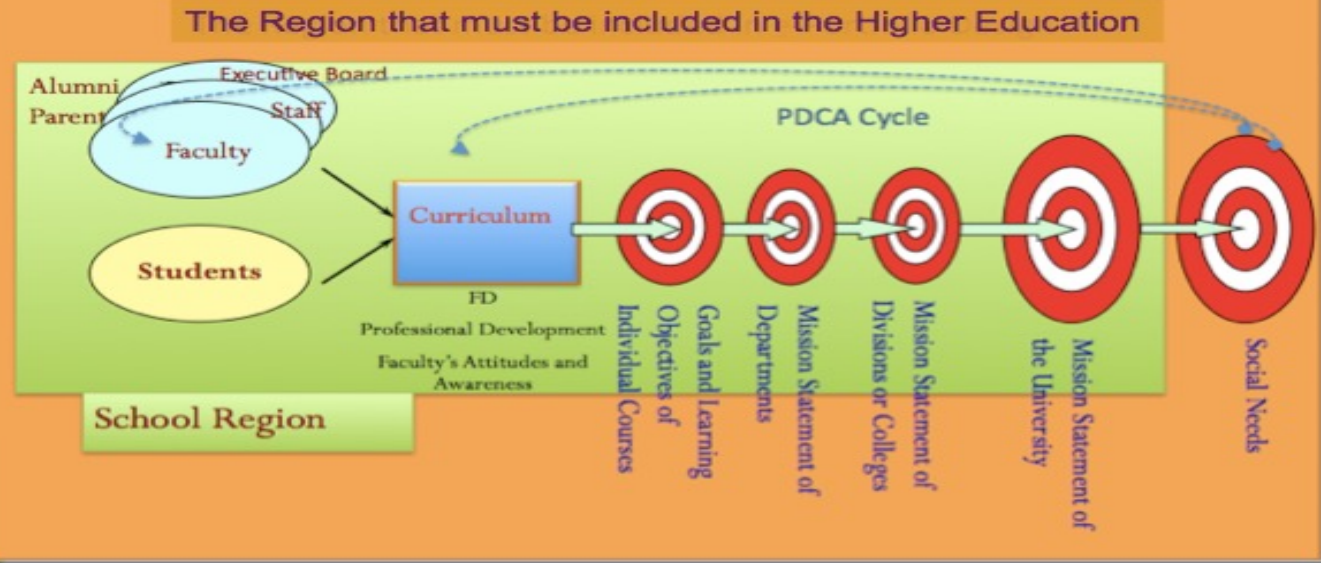 The Region that must be included in the Higher Education
Alumni
Executive Board
Parent
Staff
Faculty
PDCA Cycle
Curriculum
Students
FD
Professional Development
Faculty's Attitudes and
Awareness
School Region
Goals and Learning
Objectives of
Individual Courses
Mission Statement of
Departments
Mission Statement of
Divisions or Colleges
Mission Statement of
the University
Social Needs